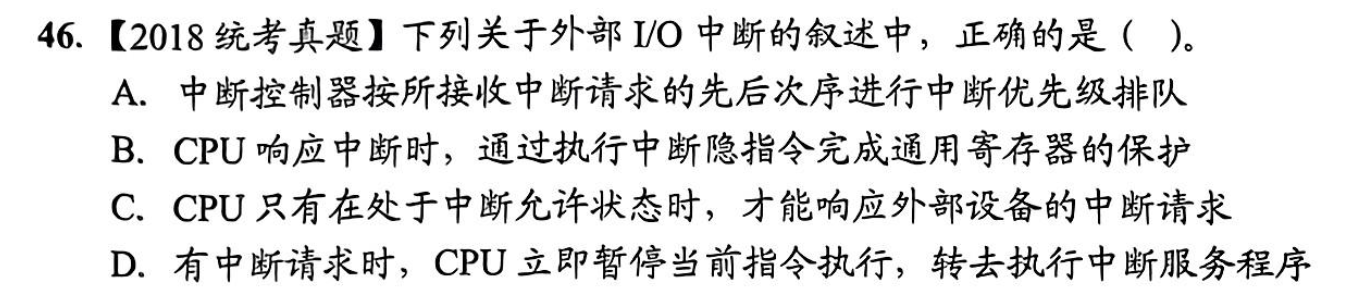 46. 【2018 统考真题】下列关于外部 I/O 中断的叙述中，正确的是（ ）。
A. 中断控制器按所接收中断请求的先后次序进行中断优先级排队
B. CPU 响应中断时，通过执行中断隐指令完成通用寄存器的保护
C. CPU 只有在处于中断允许状态时，才能响应外部设备的中断请求
D. 有中断请求时，CPU 立即暂停当前指令执行，转去执行中断服务程序